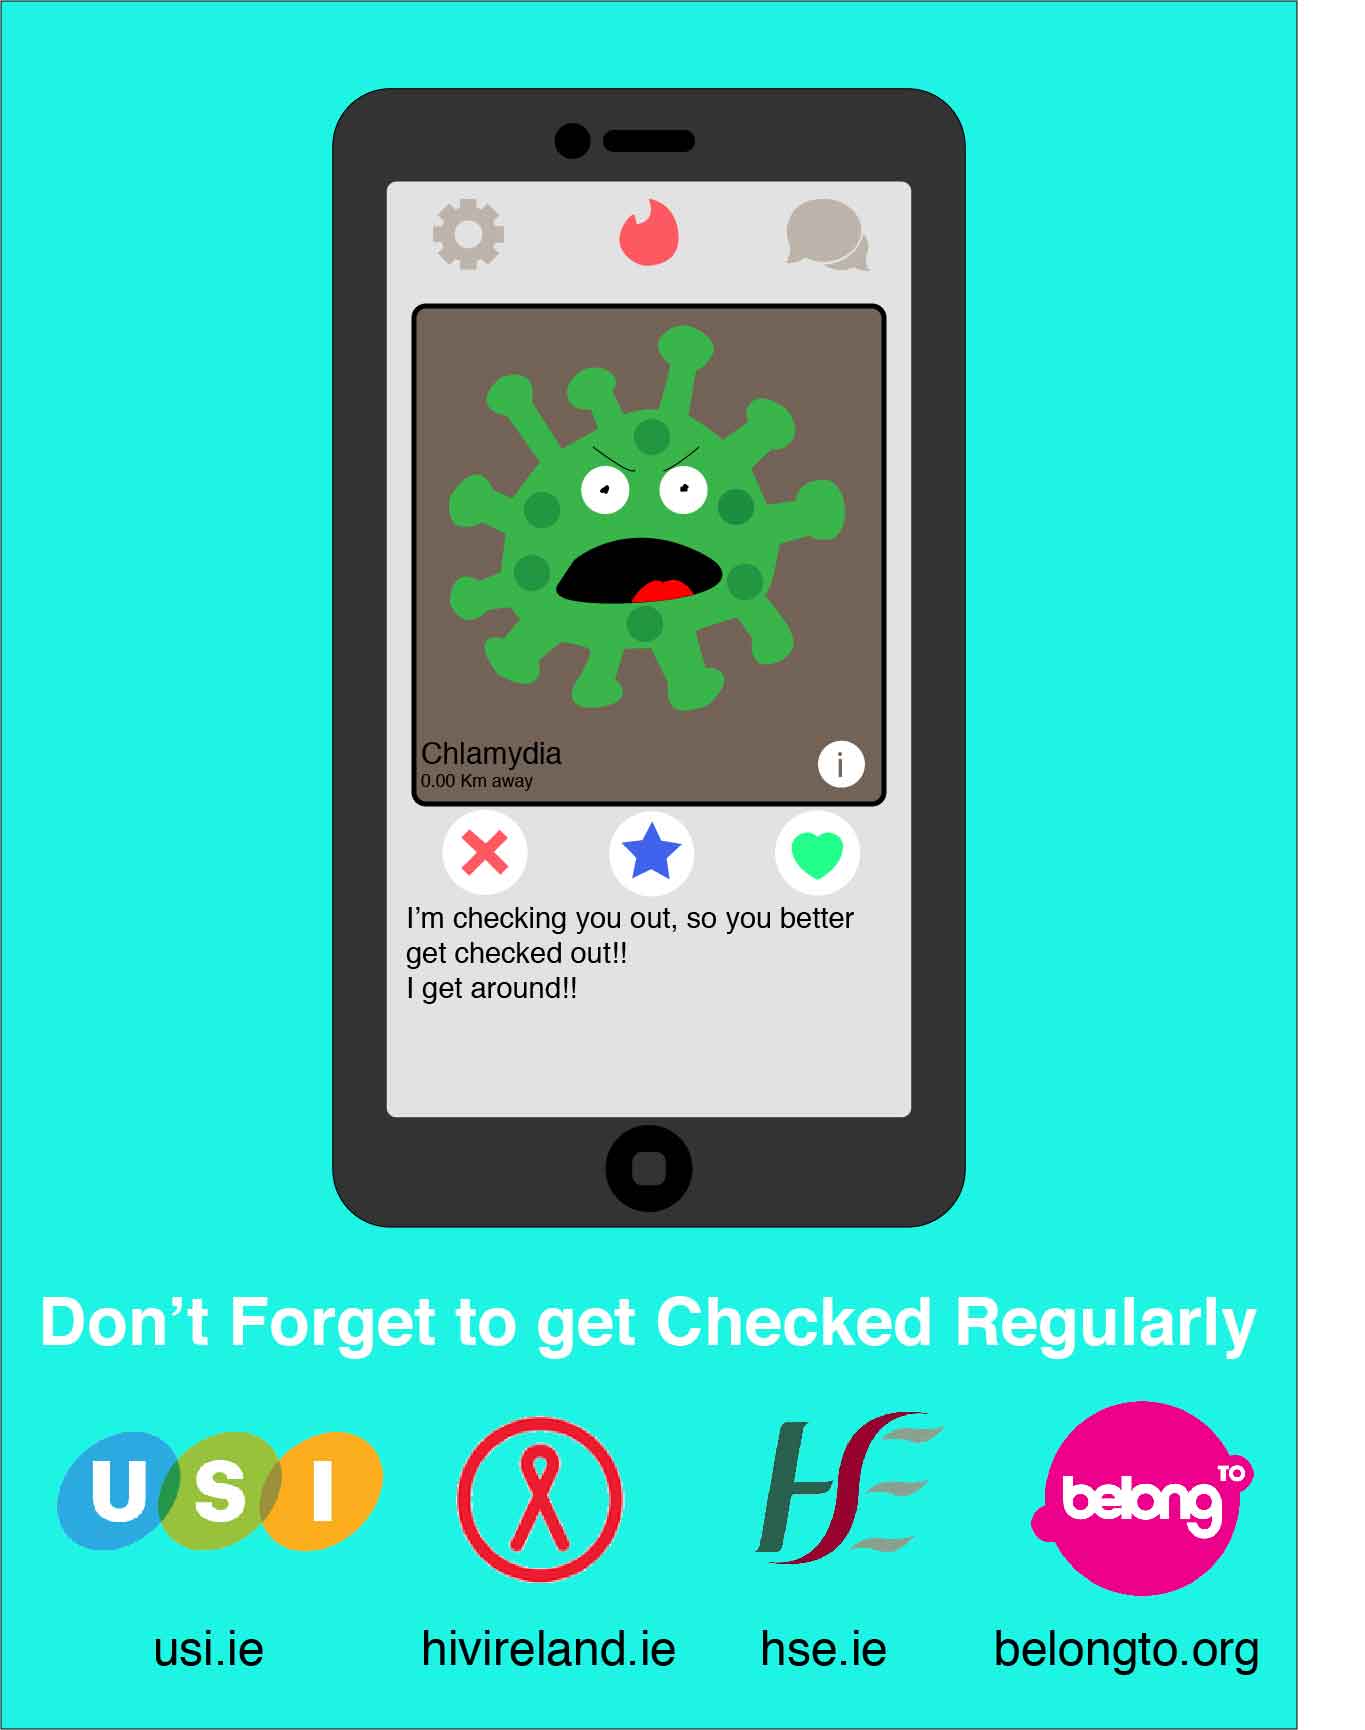 Chlamydia
0.00 Km away
i
I'm checking you out, so you better
get checked out!!
I get around!!
Don't Forget to get Checked Regularly
USI
HSE
belong TO
usi.ie
hivireland.ie
hse.ie
belongto.org